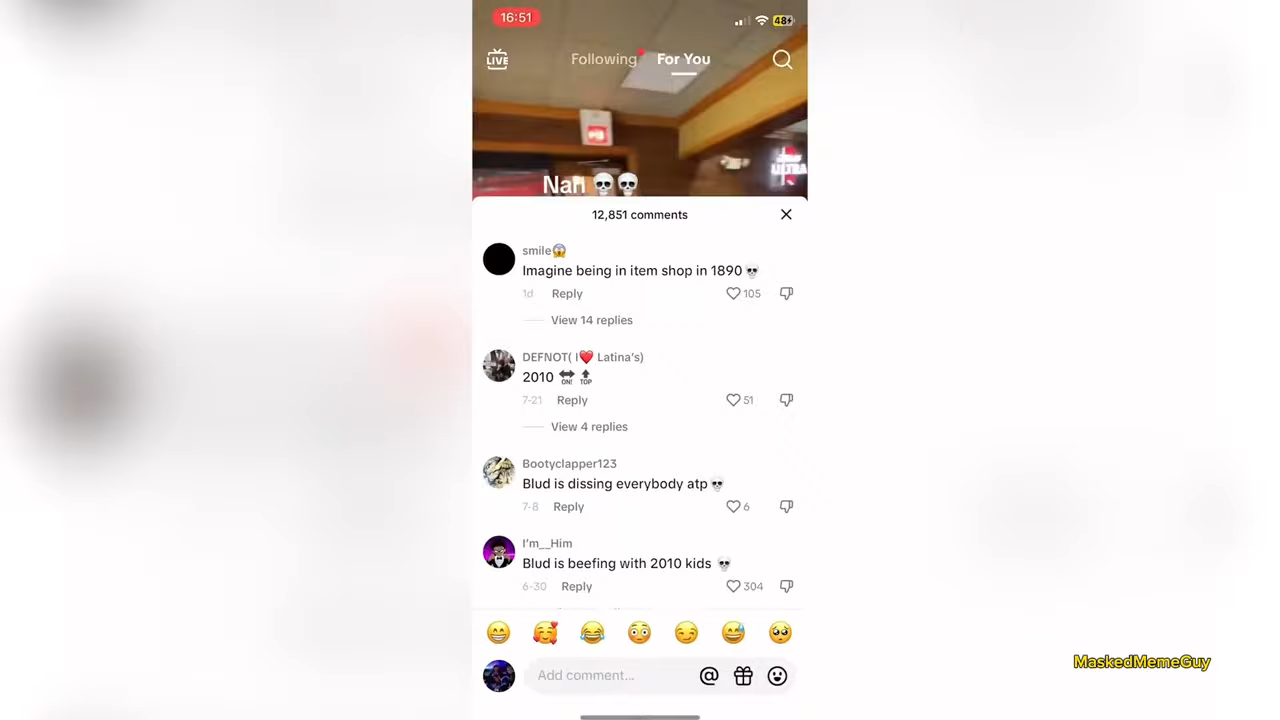 16:51
48
LIVE
Following
For You
ULTRA
Nah 💀💀
12,851 comments
smile😱
Imagine being in item shop in 1890💀
1d Reply 105
View 14 replies
DEFNOT( I❤️ Latina's)
2010 🔛 🔝
7-21 Reply 51
View 4 replies
Bootyclapper123
Blud is dissing everybody atp💀
7-8 Reply 6
I'm__Him
Blud is beefing with 2010 kids 💀
6-30 Reply 304
Add comment...
MaskedMemeGuy